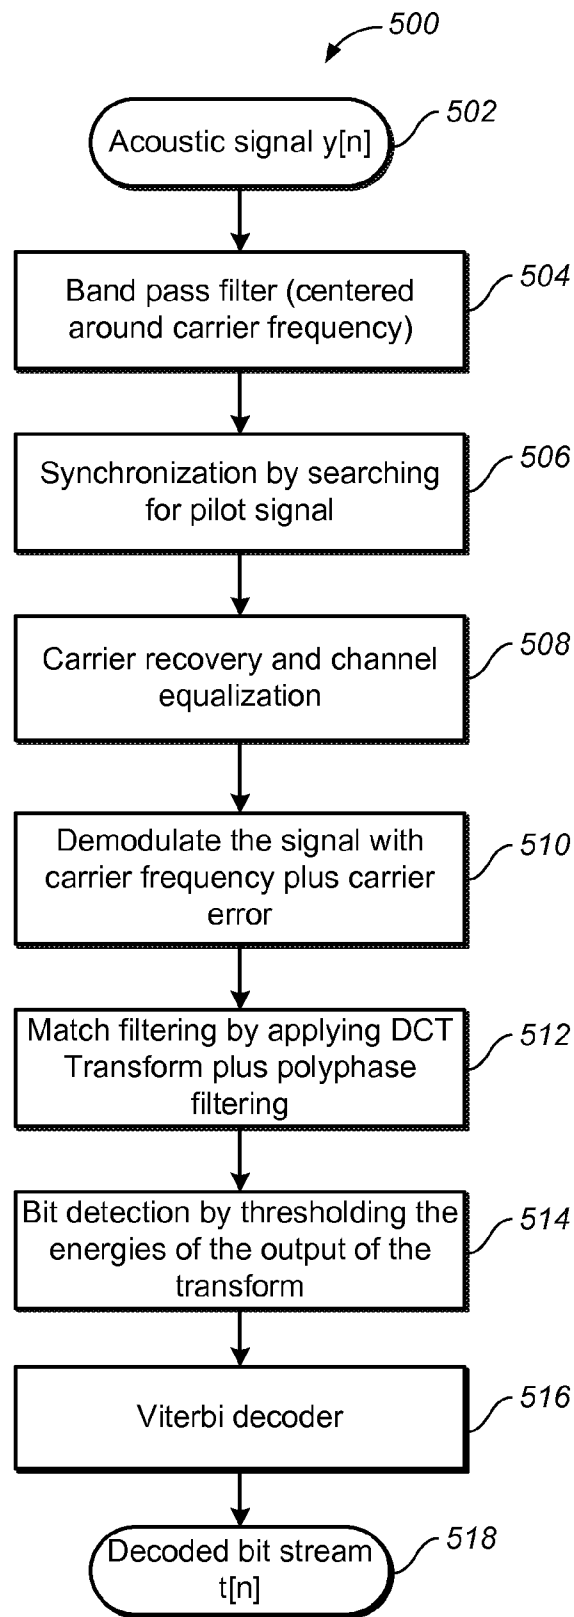 500
Acoustic signal y[n]
502
Band pass filter (centered
around carrier frequency)
504
Synchronization by searching
for pilot signal
506
Carrier recovery and channel
equalization
508
Demodulate the signal with
carrier frequency plus carrier
error
510
Match filtering by applying DCT
Transform plus polyphase
filtering
512
Bit detection by thresholding the
energies of the output of the
transform
514
Viterbi decoder
516
Decoded bit stream
t[n]
518